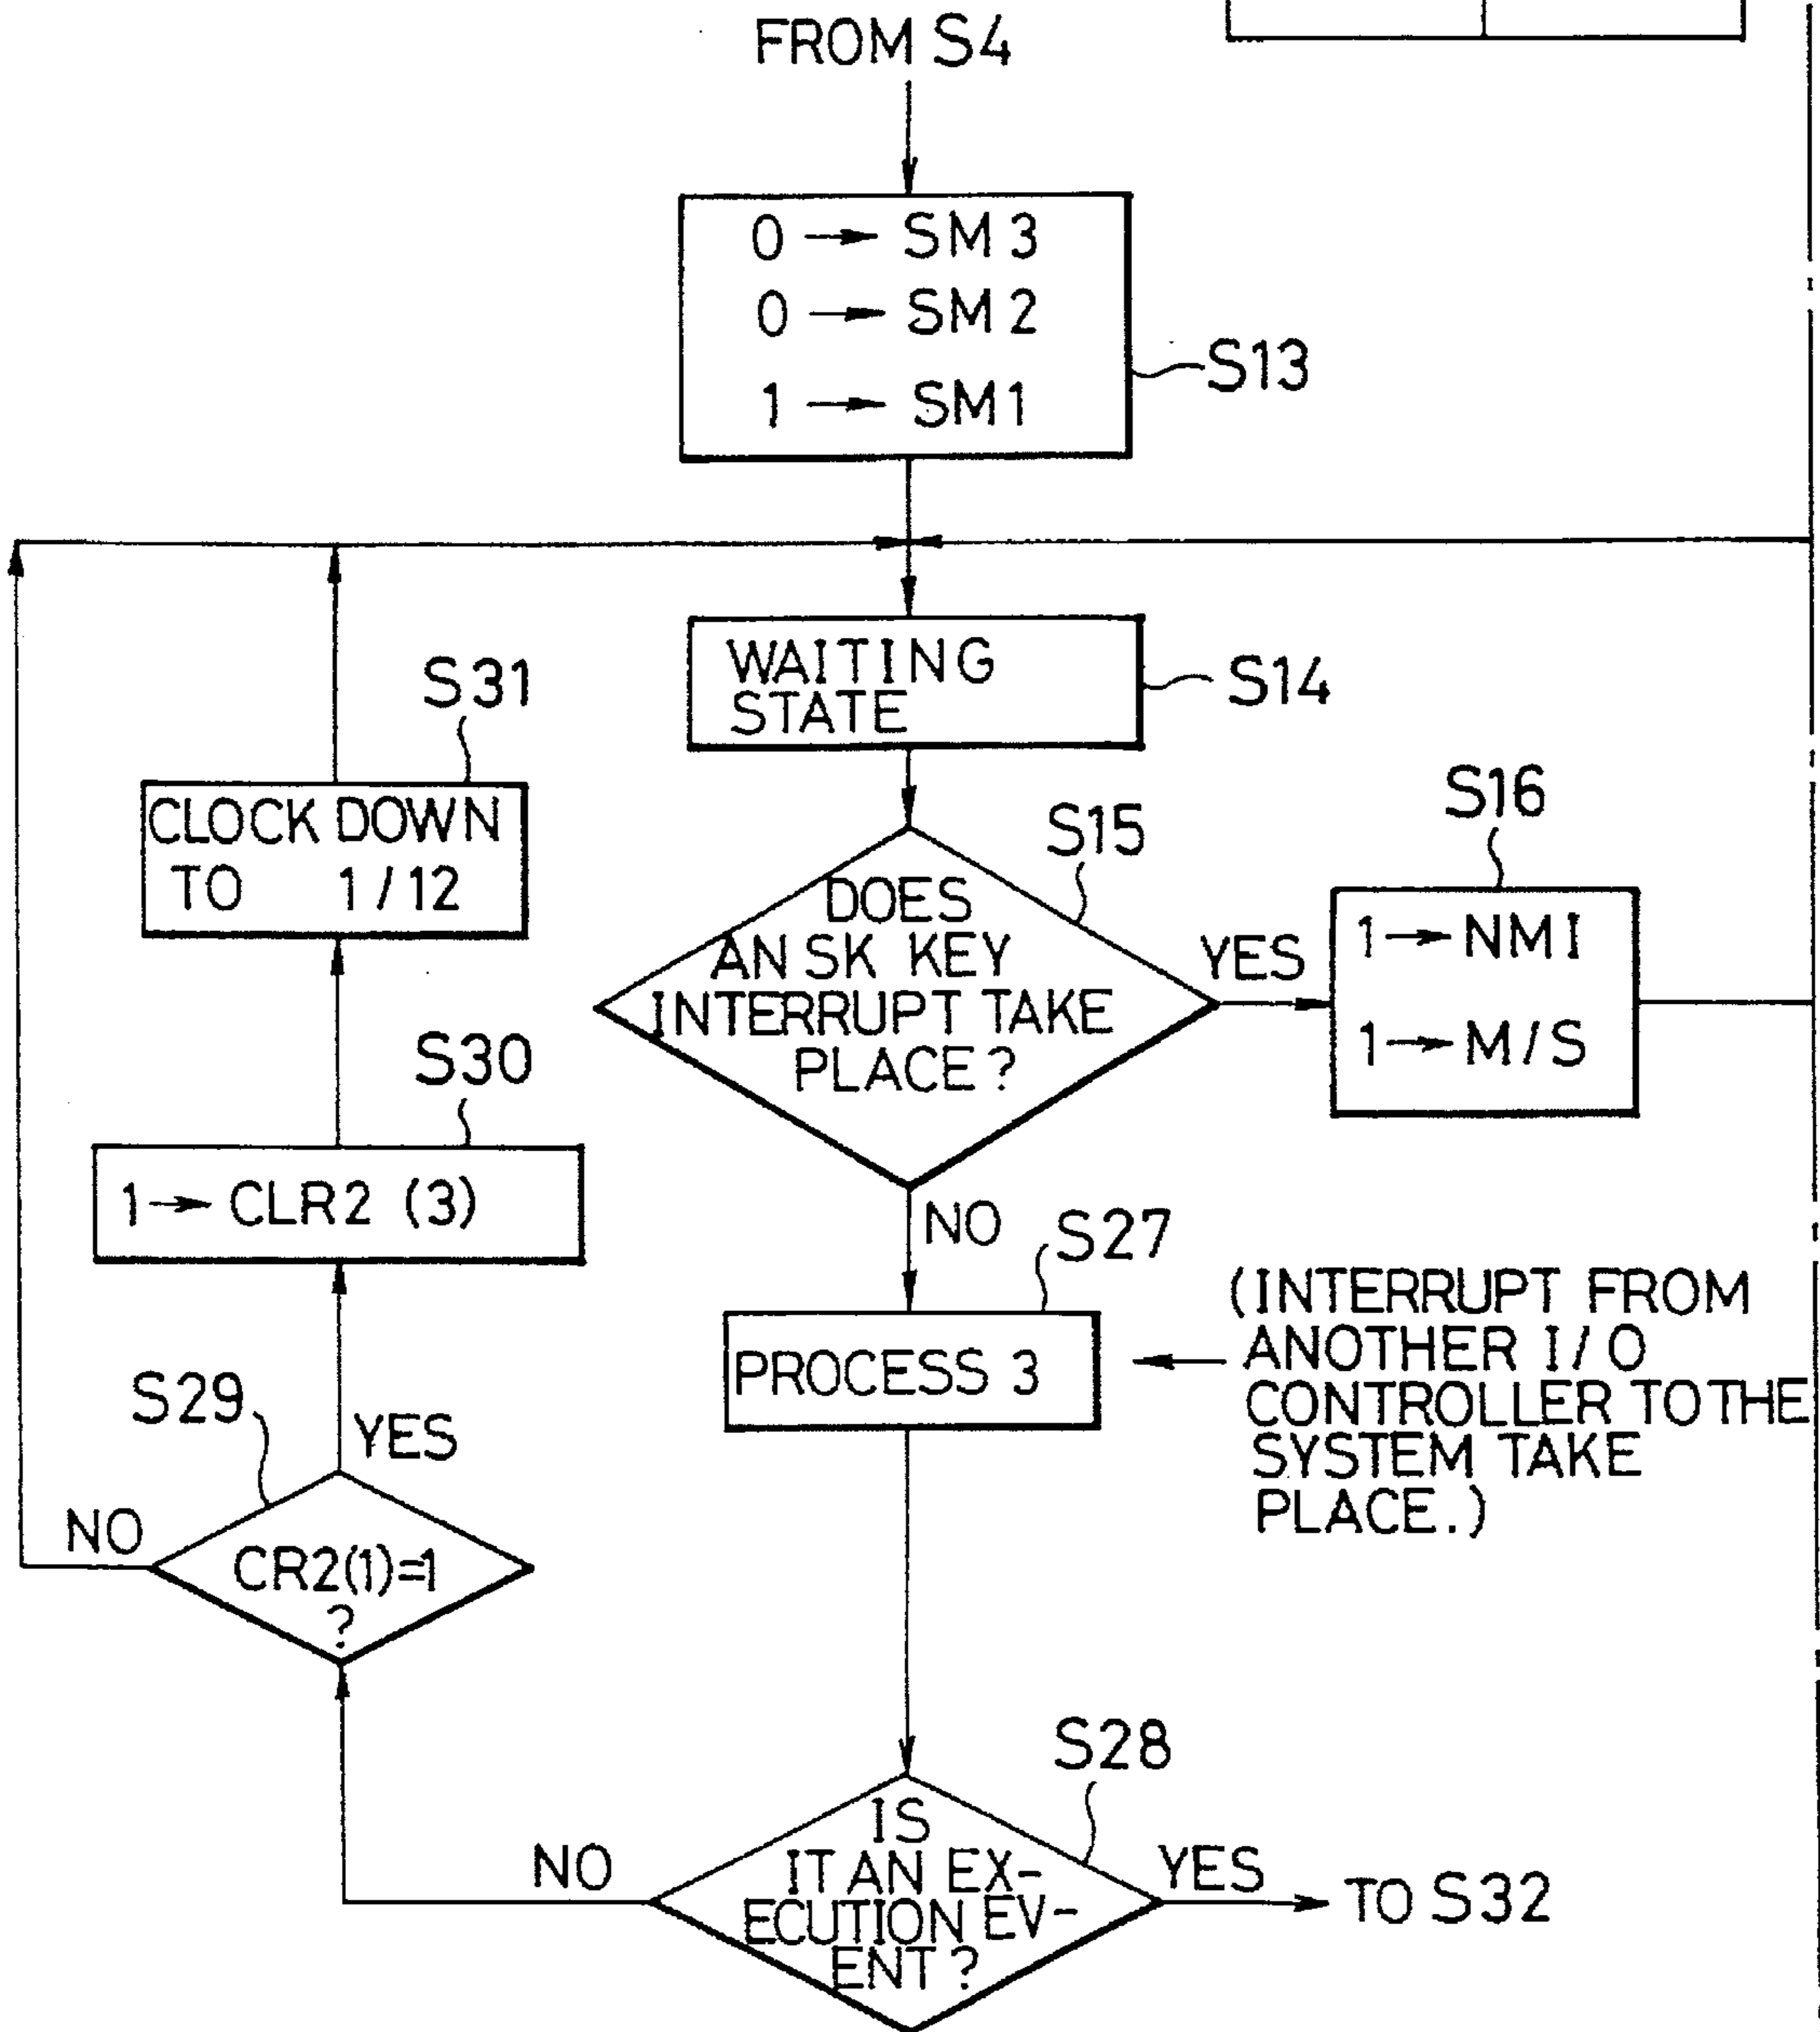 FROM S4
0 → SM3
0 → SM2
1 → SM1
S13
WAITING
STATE
S14
S31
CLOCK DOWN
TO 1/12
S15
DOES
AN SK KEY
INTERRUPT TAKE
PLACE?
YES
S16
1 → NMI
1 → M/S
S30
1 → CLR2 (3)
NO
S27
PROCESS 3
(INTERRUPT FROM
ANOTHER I/O
CONTROLLER TO THE
SYSTEM TAKE
PLACE.)
S29
YES
NO
CR2(1)=1
?
S28
IS
IT AN EX-
ECUTION EV-
ENT?
NO
YES
TO S32